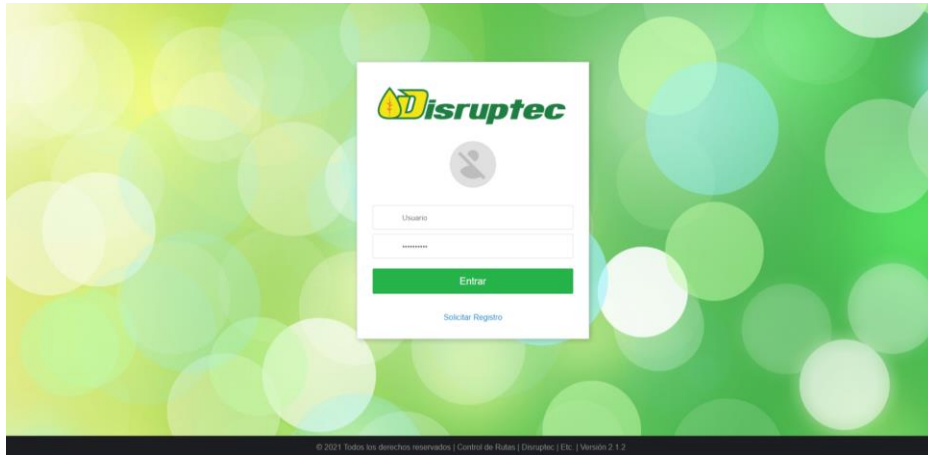 Disruptec
Usuario
••••••••••
Entrar
Solicitar Registro
© 2021 Todos los derechos reservados | Control de Rutas | Disruptec | Etc. | Versión 2.1.2